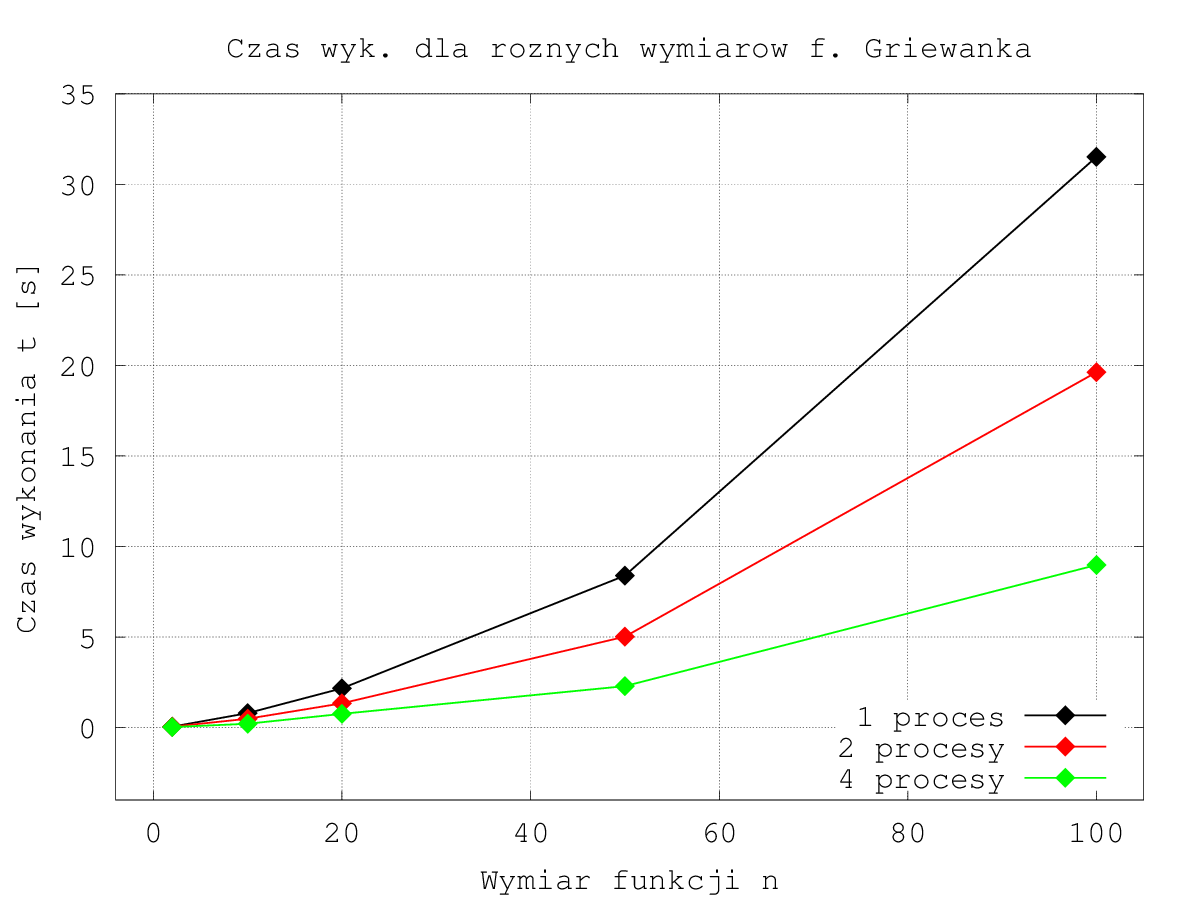 Czas wyk. dla roznych wymiarow f. Griewanka
35
30
25
20
15
10
5
0
Czas wykonania t [s]
1 proces
2 procesy
4 procesy
0 20 40 60 80 100
Wymiar funkcji n